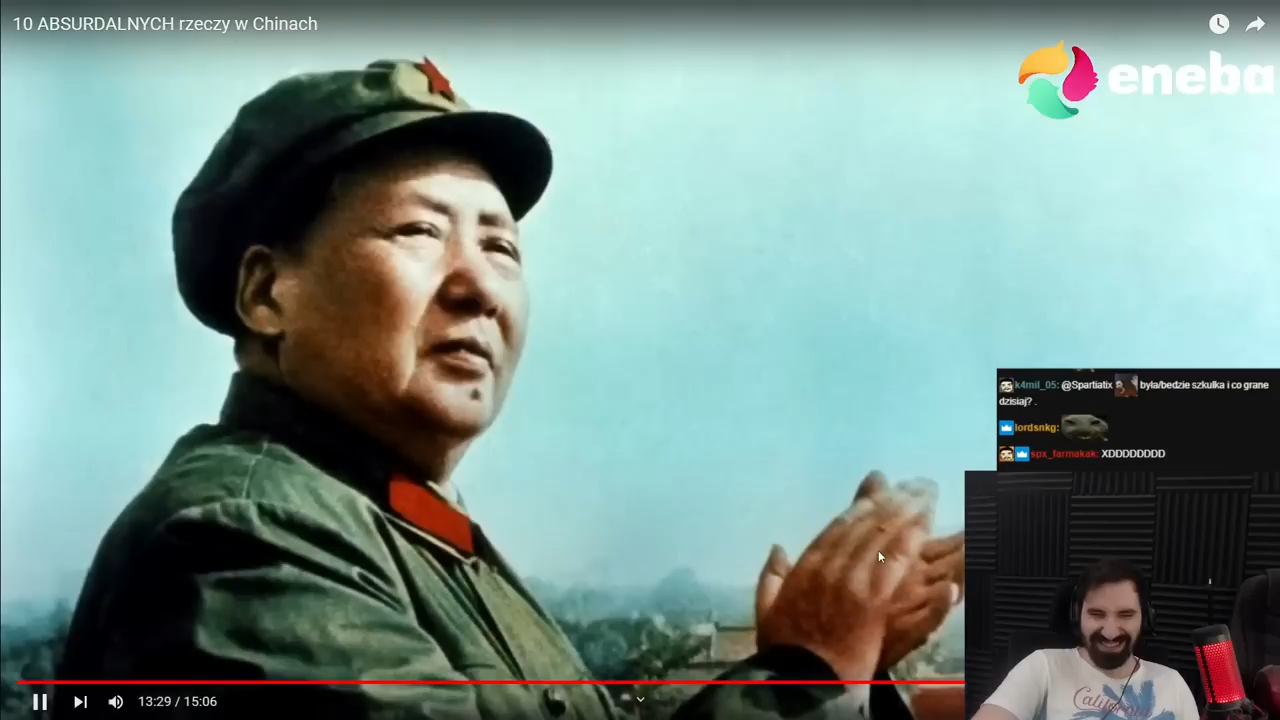 10 ABSURDALNYCH rzeczy w Chinach
eneba
k4mil_05: @Spartiatix była/bedzie szkulka i co grane
dzisiaj? .
lordsnkg:
spx_farmakak: XDDDDDDDD
13:29 / 15:06
California